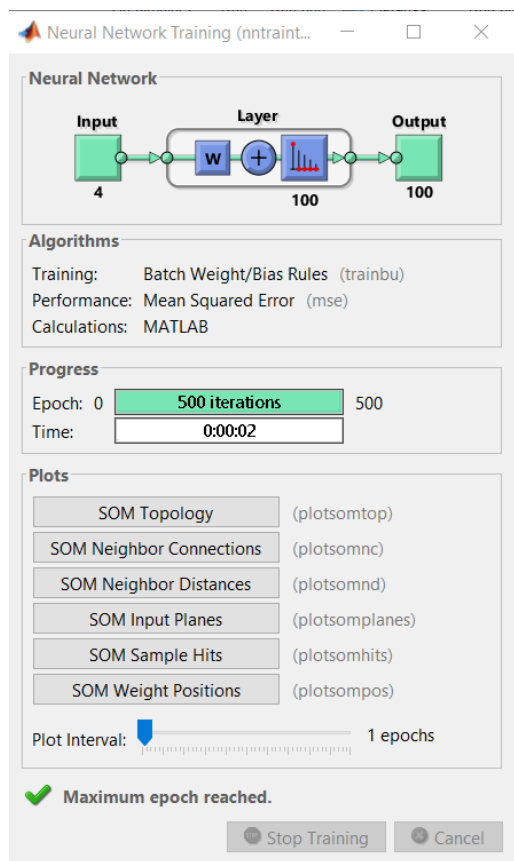 Neural Network Training (nntraint...
Neural Network
Input
Layer
Output
W
+
4
100
100
Algorithms
Training: Batch Weight/Bias Rules (trainbu)
Performance: Mean Squared Error (mse)
Calculations: MATLAB
Progress
Epoch: 0 500 iterations 500
Time: 0:00:02
Plots
SOM Topology (plotsomtop)
SOM Neighbor Connections (plotsomnc)
SOM Neighbor Distances (plotsomnd)
SOM Input Planes (plotsomplanes)
SOM Sample Hits (plotsomhits)
SOM Weight Positions (plotsompos)
Plot Interval: 1 epochs
Maximum epoch reached.
Stop Training Cancel